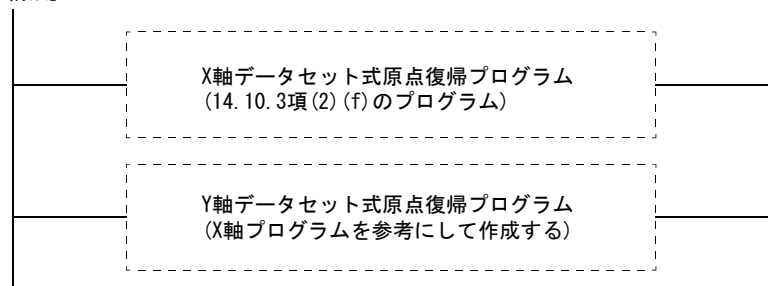 X軸データセット式原点復帰プログラム
(14.10.3項(2)(f)のプログラム)
Y軸データセット式原点復帰プログラム
(X軸プログラムを参考にして作成する)